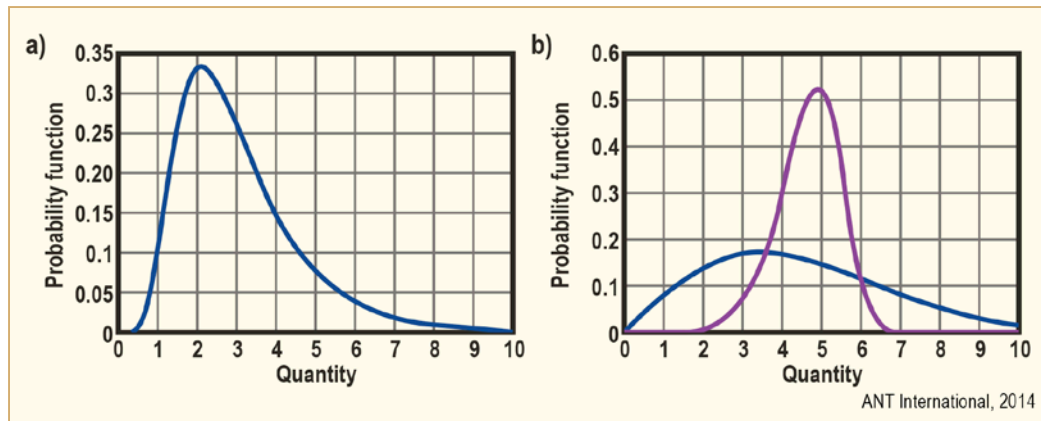 a)
Probability function
0.35
0.3
0.25
0.20
0.15
0.1
0.05
0
0 1 2 3 4 5 6 7 8 9 10
Quantity
b)
Probability function
0.6
0.5
0.4
0.3
0.2
0.1
0
0 1 2 3 4 5 6 7 8 9 10
Quantity
ANT International, 2014